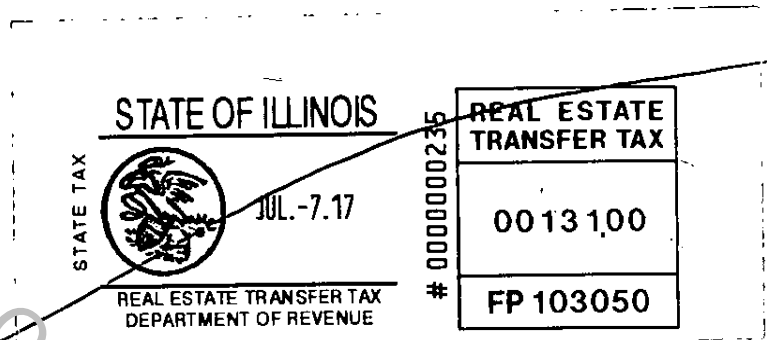 STATE OF ILLINOIS
STATE TAX
JUL.-7.17
REAL ESTATE TRANSFER TAX
DEPARTMENT OF REVENUE
# 0000000235
REAL ESTATE
TRANSFER TAX
0013100
FP 103050